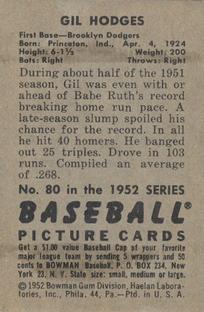 GIL HODGES
First Base—Brooklyn Dodgers
Born: Princeton, Ind., Apr. 4, 1924
Height: 6-1½ Weight: 200
Bats: Right Throws: Right
During about half of the 1951
season, Gil was even with or
ahead of Babe Ruth's record
breaking home run pace. A
late-season slump spoiled his
chance for the record. In all
he hit 40 homers. He banged
out 25 triples. Drove in 103
runs. Compiled an average
of .268.
No. 80 in the 1952 SERIES
BASEBALL®
PICTURE CARDS
Get a $1.00 value Baseball Cap of your favorite
major league team by sending 5 wrappers and 50
cents to BOWMAN Baseball, P. O. BOX 234, New
York 23, N. Y. State size: small, medium or large.
©1952 Bowman Gum Division, Haelan Labora-
tories, Inc., Phila. 44, Pa.—Ptd. in U. S. A.